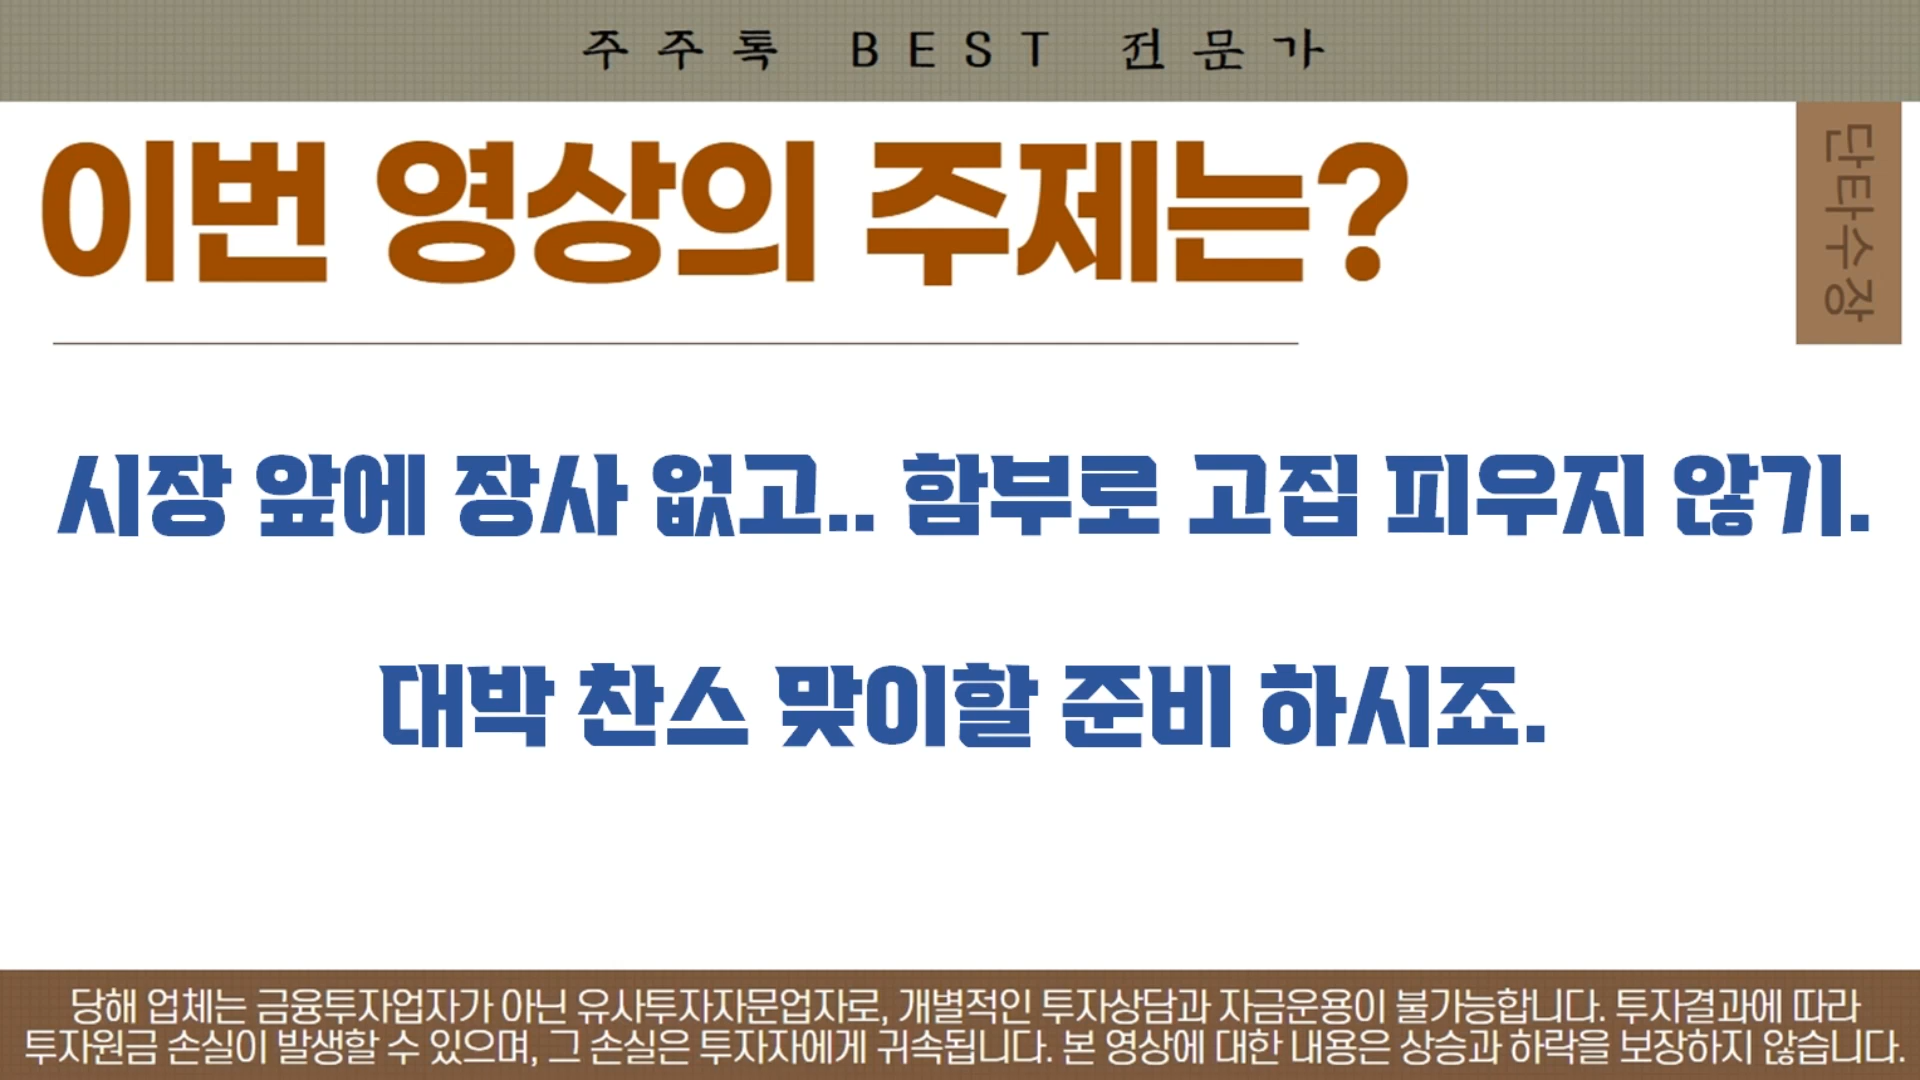 주주톡 BEST 전문가
이번 영상의 주제는?
단타수장
시장 앞에 장사 없고.. 함부로 고집 피우지 않기.
대박 찬스 맞이할 준비 하시죠.
당해 업체는 금융투자업자가 아닌 유사투자자문업자로, 개별적인 투자상담과 자금운용이 불가능합니다. 투자결과에 따라
투자원금 손실이 발생할 수 있으며, 그 손실은 투자자에게 귀속됩니다. 본 영상에 대한 내용은 상승과 하락을 보장하지 않습니다.